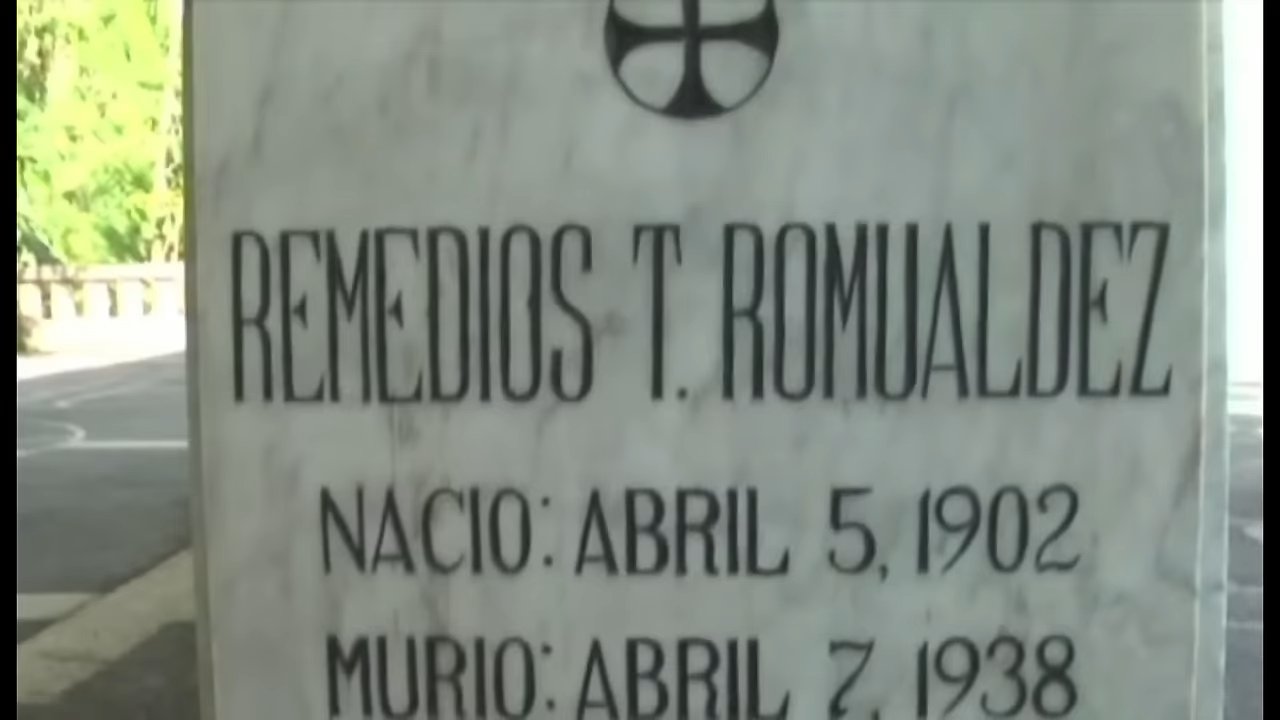 REMEDIOS T. ROMUALDEZ
NACIO: ABRIL 5, 1902
MURIO: ABRIL 7, 1938